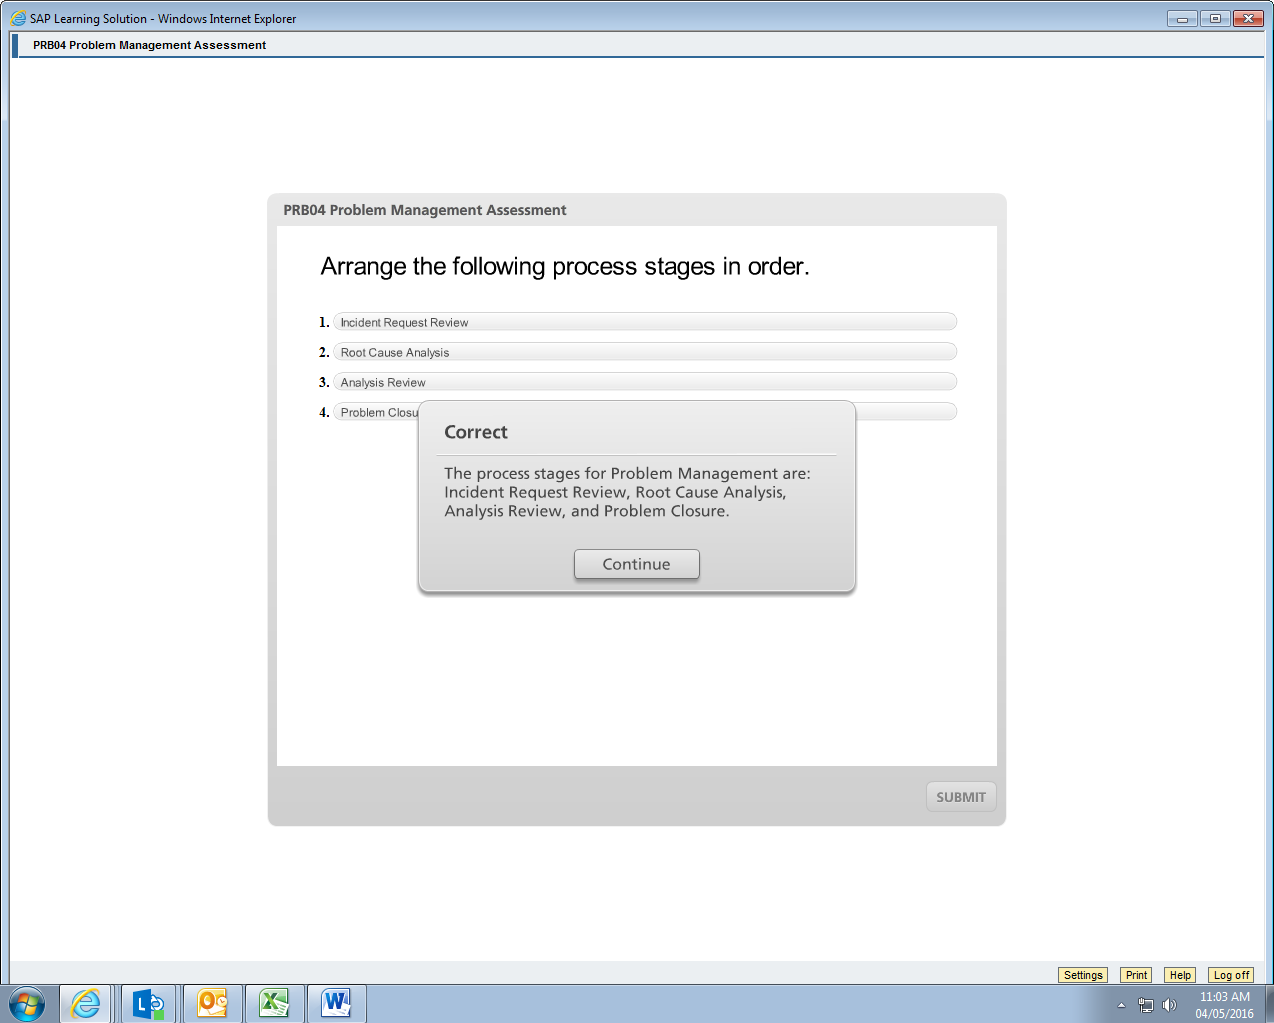 SAP Learning Solution - Windows Internet Explorer
PRB04 Problem Management Assessment
PRB04 Problem Management Assessment
Arrange the following process stages in order.
1. Incident Request Review
2. Root Cause Analysis
3. Analysis Review
4. Problem Closu
Correct
The process stages for Problem Management are:
Incident Request Review, Root Cause Analysis,
Analysis Review, and Problem Closure.
Continue
SUBMIT
Settings Print Help Log off
11:03 AM
04/05/2016